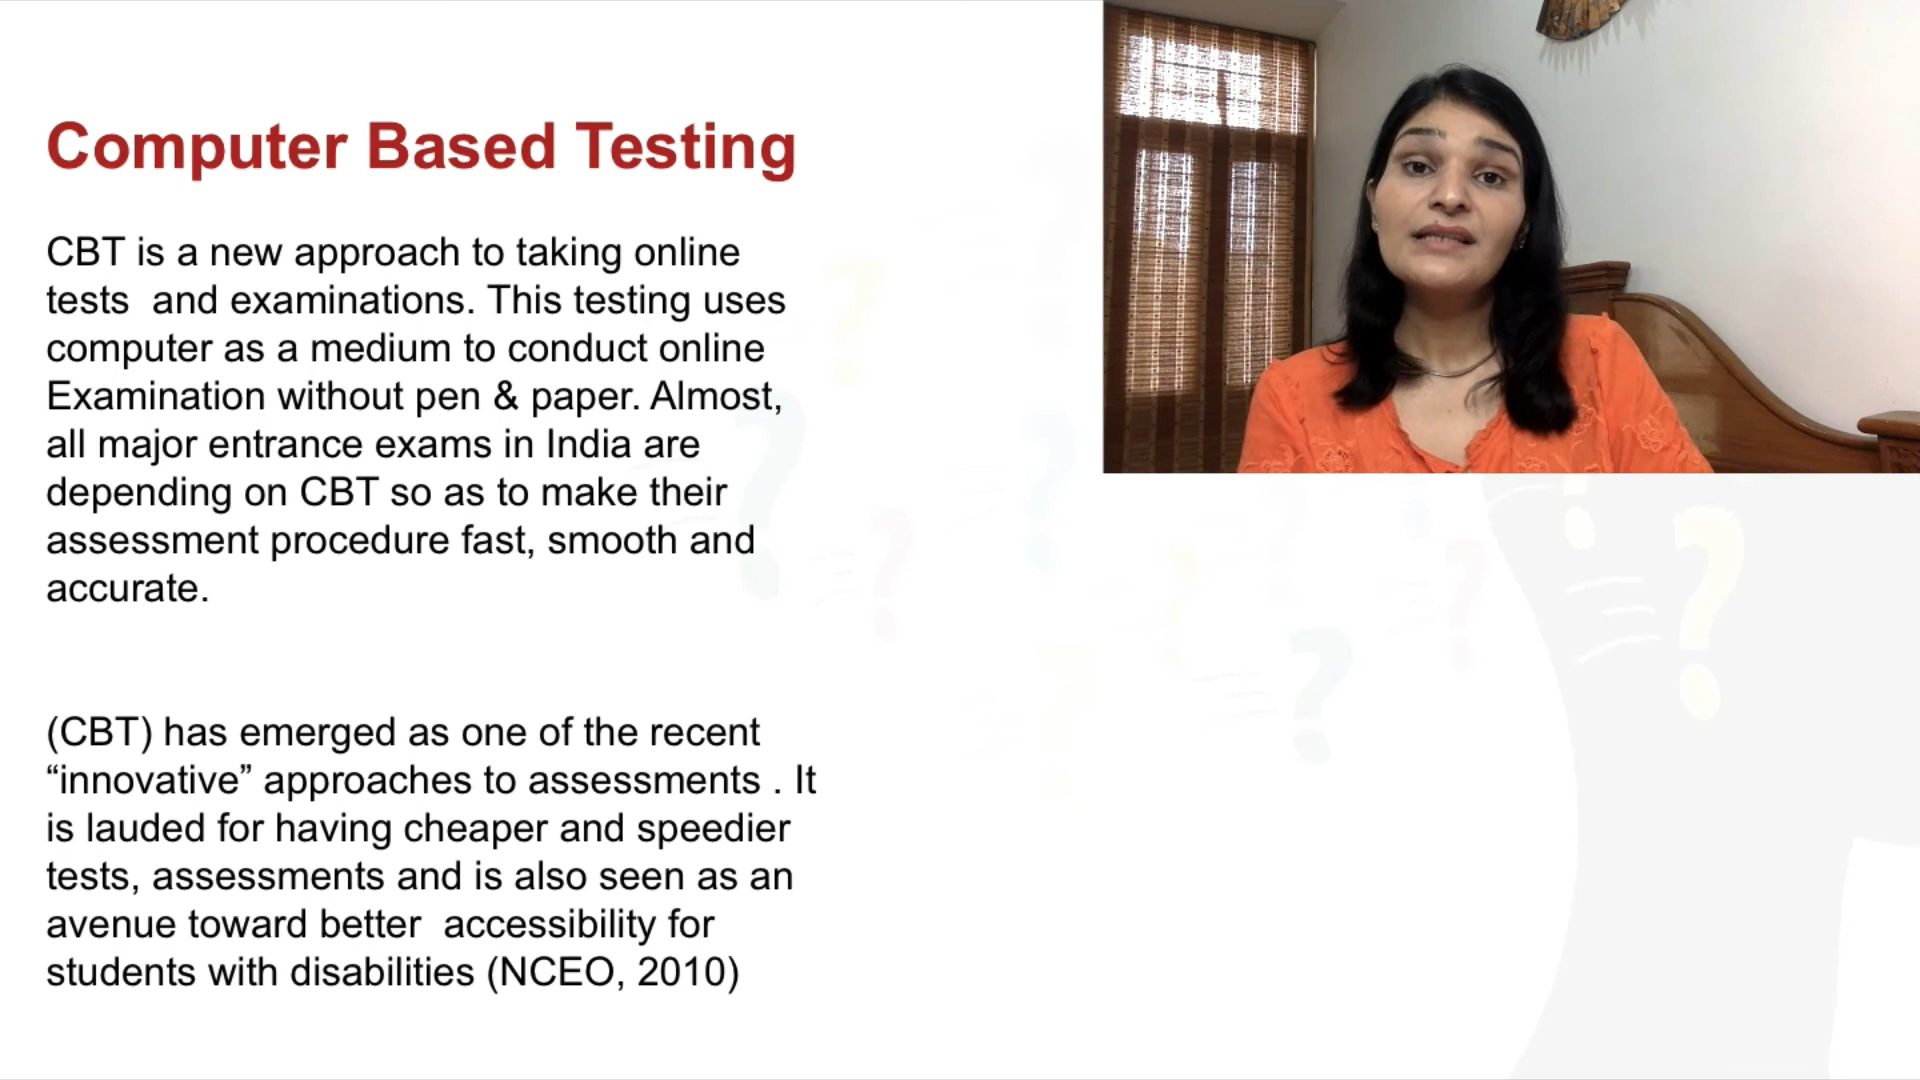 Computer Based Testing
CBT is a new approach to taking online
tests  and examinations. This testing uses
computer as a medium to conduct online
Examination without pen & paper. Almost,
all major entrance exams in India are
depending on CBT so as to make their
assessment procedure fast, smooth and
accurate.
(CBT) has emerged as one of the recent
“innovative” approaches to assessments . It
is lauded for having cheaper and speedier
tests, assessments and is also seen as an
avenue toward better  accessibility for
students with disabilities (NCEO, 2010)